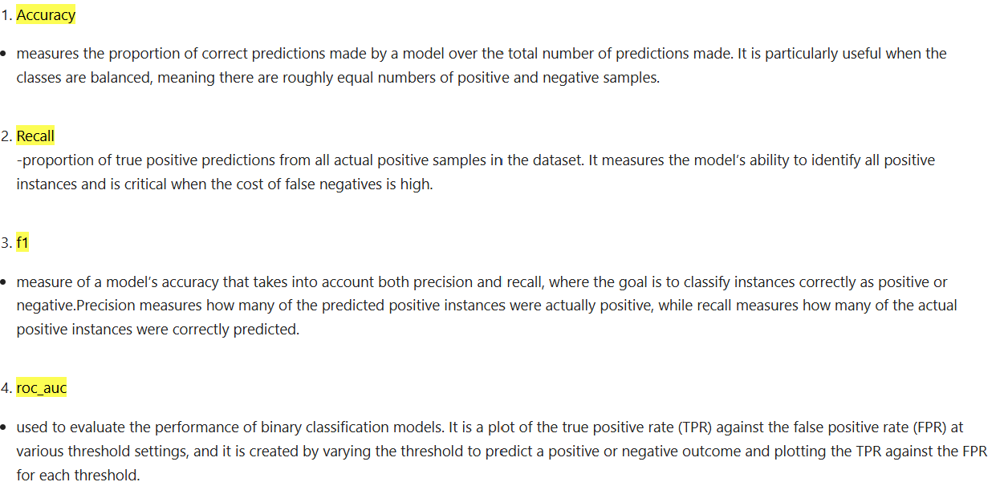 1. Accuracy
• measures the proportion of correct predictions made by a model over the total number of predictions made. It is particularly useful when the
classes are balanced, meaning there are roughly equal numbers of positive and negative samples.
2. Recall
-proportion of true positive predictions from all actual positive samples in the dataset. It measures the model’s ability to identify all positive
instances and is critical when the cost of false negatives is high.
3. f1
• measure of a model’s accuracy that takes into account both precision and recall, where the goal is to classify instances correctly as positive or
negative.Precision measures how many of the predicted positive instances were actually positive, while recall measures how many of the actual
positive instances were correctly predicted.
4. roc_auc
• used to evaluate the performance of binary classification models. It is a plot of the true positive rate (TPR) against the false positive rate (FPR) at
various threshold settings, and it is created by varying the threshold to predict a positive or negative outcome and plotting the TPR against the FPR
for each threshold.